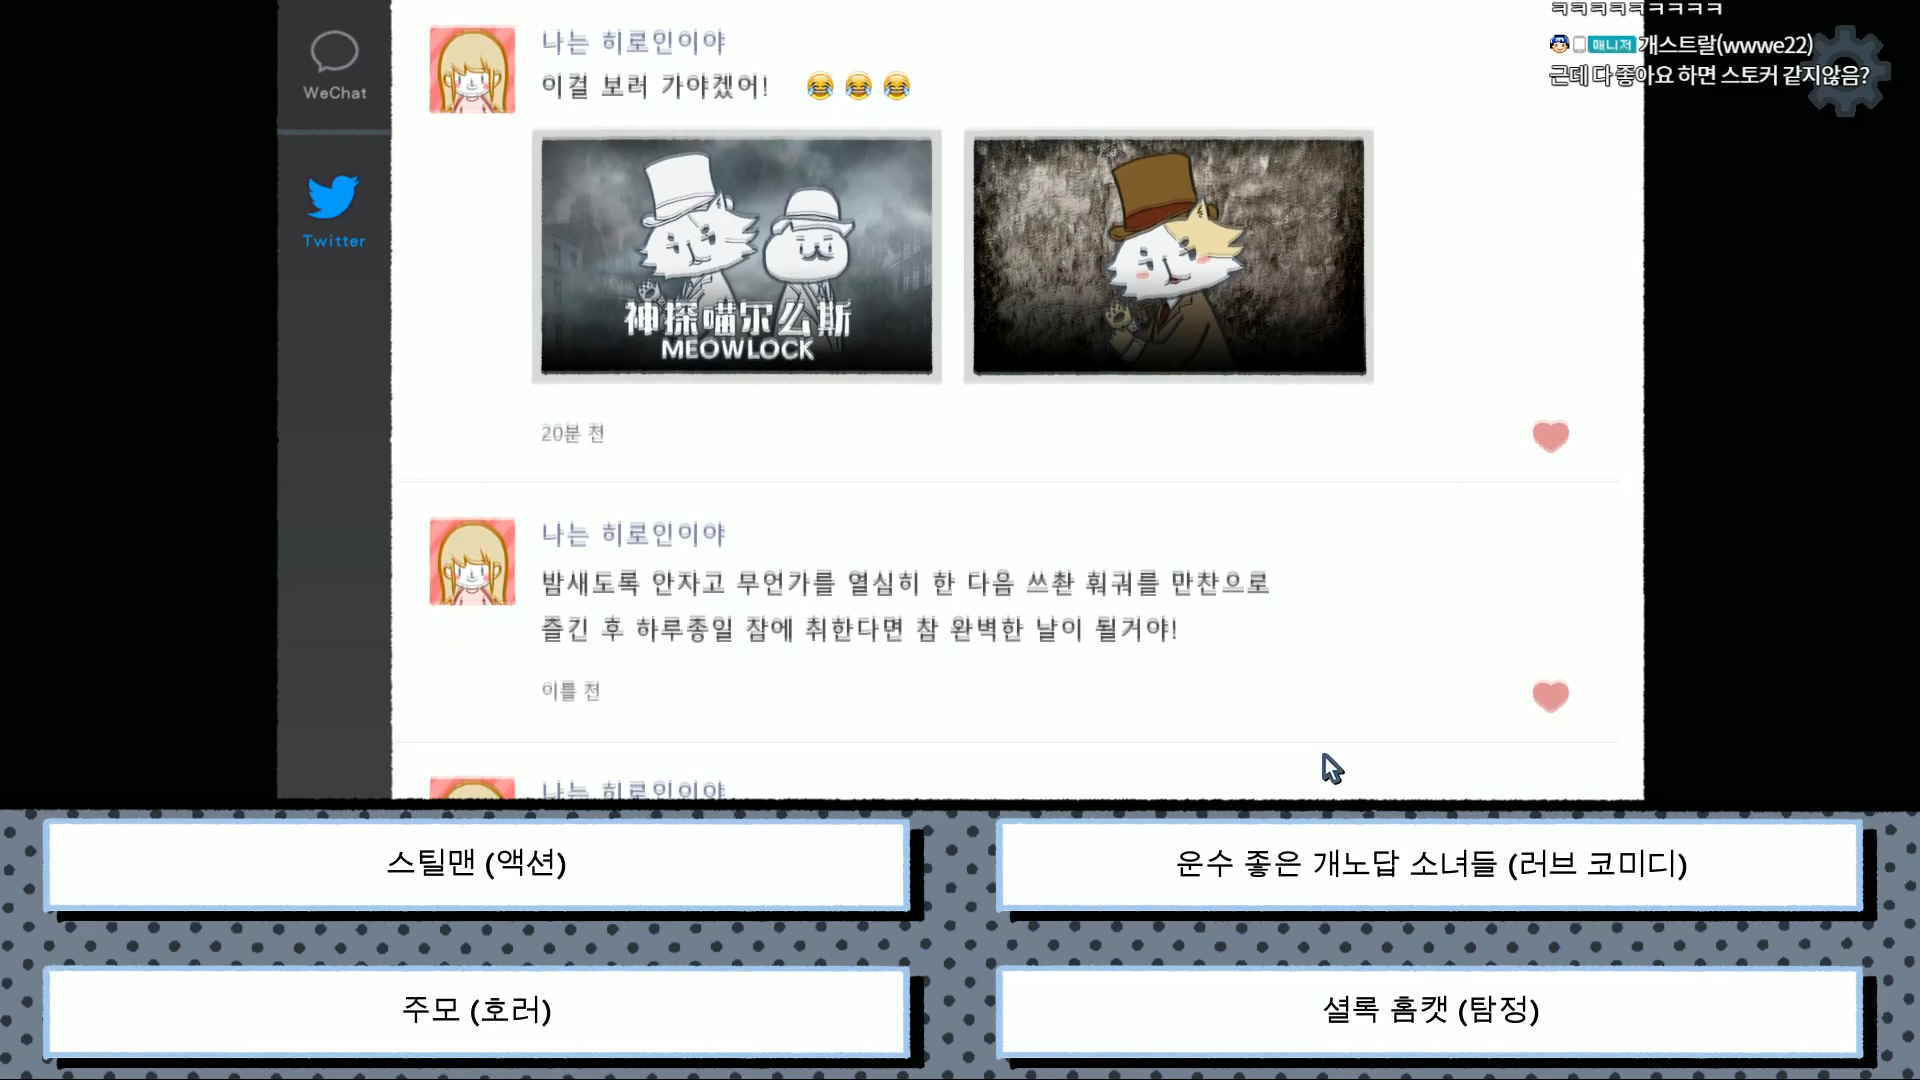 ㅋㅋㅋㅋㅋㅋㅋㅋㅋ
매니저 개스트랄(wwwe22)
근데 다 좋아요 하면 스토커 같지않음?
WeChat
Twitter
나는 히로인이야
이걸 보러 가야겠어! 😂 😂 😂
神探喵尔么斯
MEOWLOCK
20분 전
나는 히로인이야
밤새도록 안자고 무언가를 열심히 한 다음 쓰촨 훠궈를 만찬으로
즐긴 후 하루종일 잠에 취한다면 참 완벽한 날이 될거야!
이틀 전
나는 히로인이야
스틸맨 (액션)
운수 좋은 개노답 소녀들 (러브 코미디)
주모 (호러)
셜록 홈캣 (탐정)